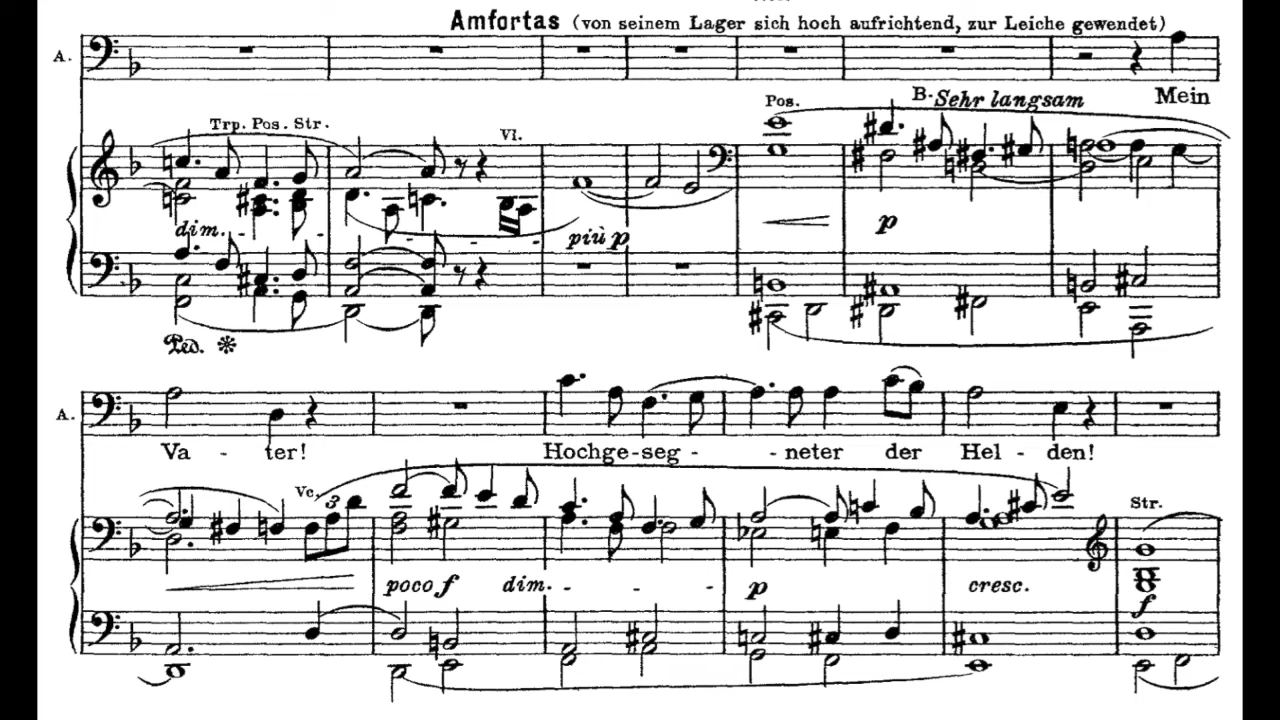 Amfortas (von seinem Lager sich hoch aufrichtend, zur Leiche gewendet)
A.
Pos.
B- Sehr langsam
Mein
Trp. Pos. Str.
Vl.
dim. - - - - - più p
p
Ped. *
A.
Va - ter! Hochge-seg - - neter der Hel - den!
Vc. 3
Str.
poco f dim. - - - p cresc. f